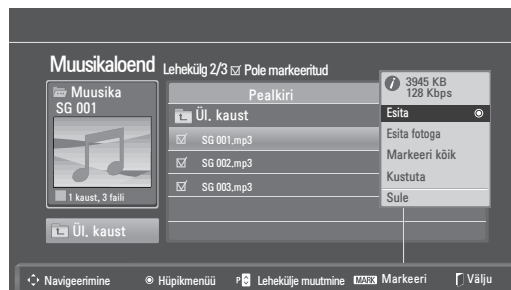 Muusikaloend Lehekülg 2/3 Pole markeeritud
Muusika
SG 001
1 kaust, 3 faili
Ül. kaust
Pealkiri
Ül. kaust
SG 001.mp3
SG 002.mp3
SG 003.mp3
3945 KB
128 Kbps
Esita
Esita fotoga
Markeeri kõik
Kustuta
Sule
Navigeerimine Hüpikmenüü P Lehekülje muutmine MARK Markeeri Välju